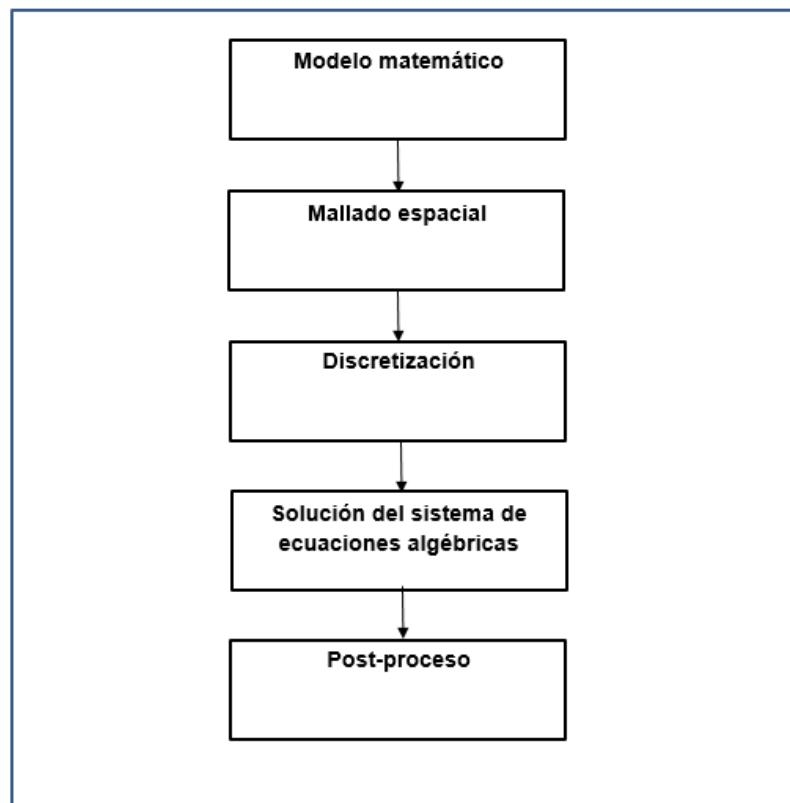 Modelo matemático
Mallado espacial
Discretización
Solución del sistema de
ecuaciones algébricas
Post-proceso